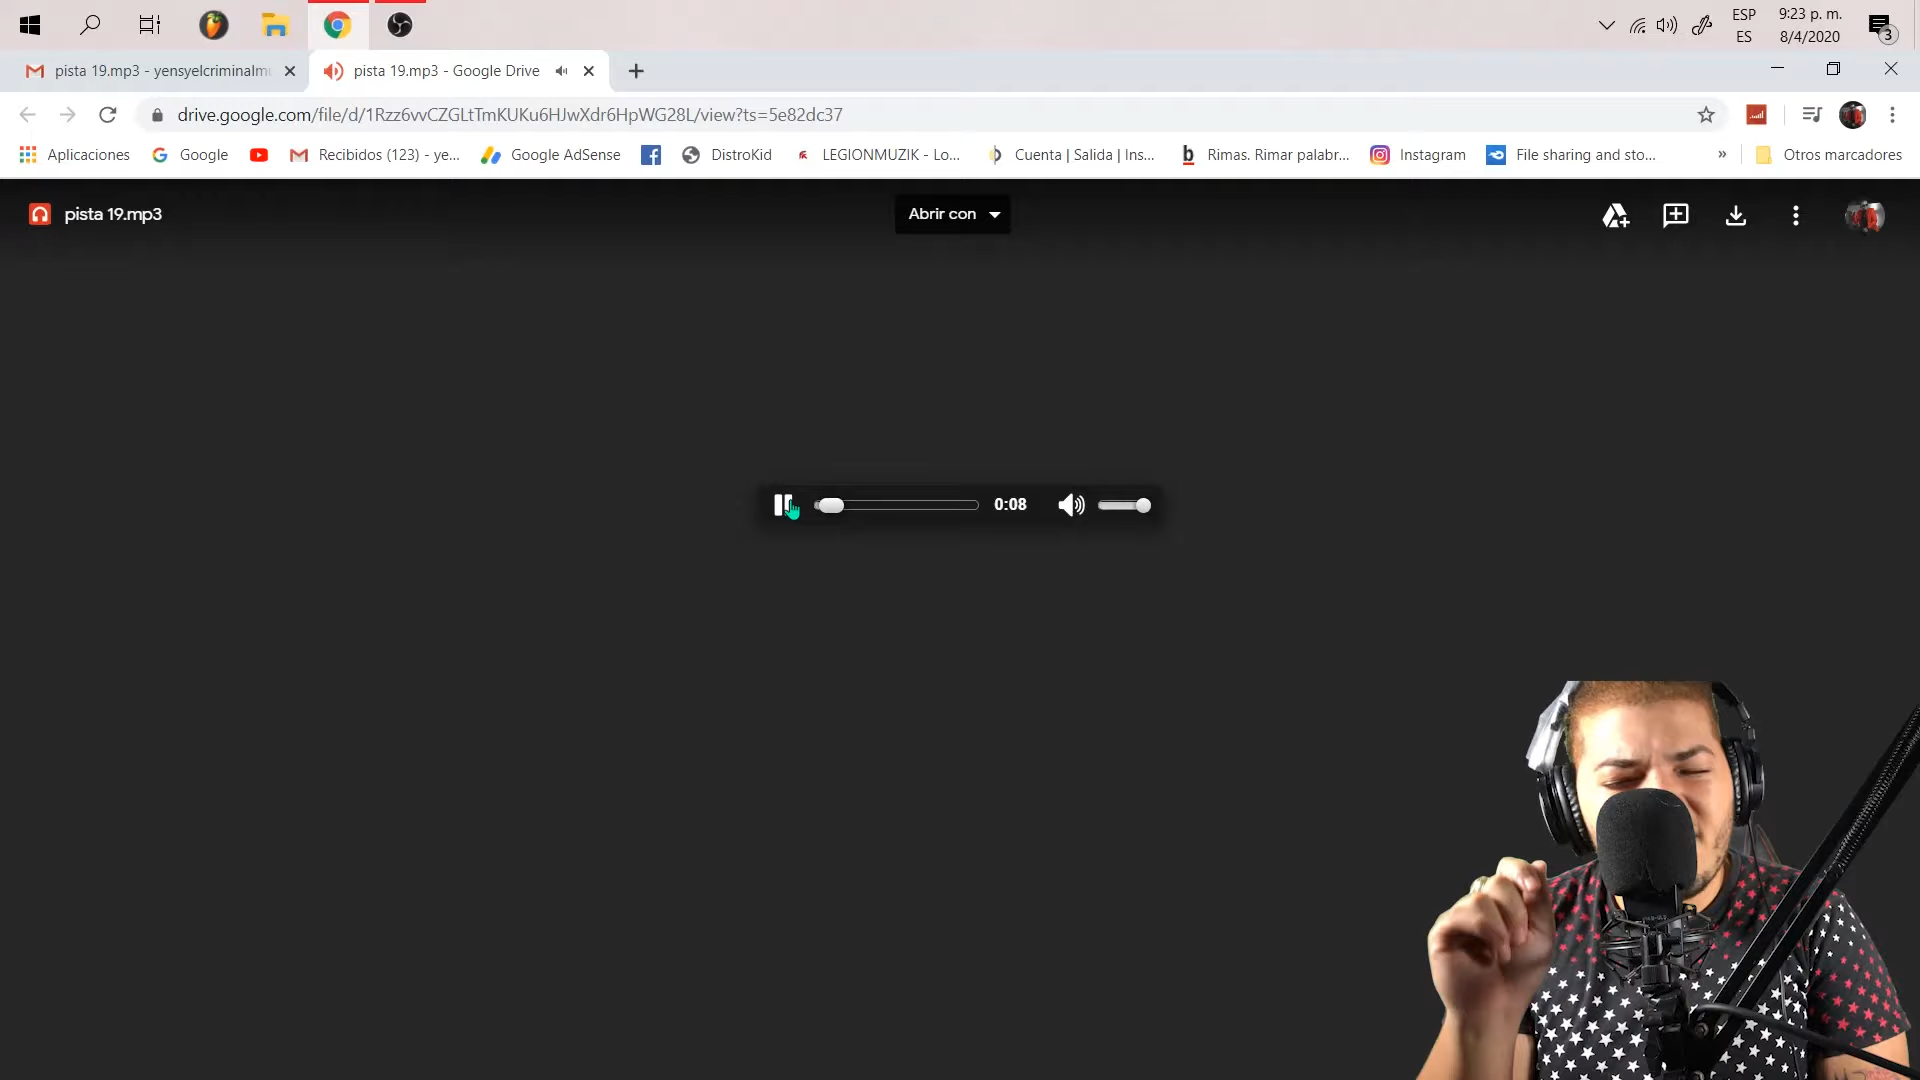 ESP
ES
9:23 p. m.
8/4/2020
3
pista 19.mp3 - yensyelcriminalm
pista 19.mp3 - Google Drive
drive.google.com/file/d/1Rzz6vvCZGLtTmKUKu6HJwXdr6HpWG28L/view?ts=5e82dc37
Aplicaciones
Google
Recibidos (123) - ye...
Google AdSense
DistroKid
LEGIONMUZIK - Lo...
Cuenta | Salida | Ins...
Rimas. Rimar palabr...
Instagram
File sharing and sto...
»
Otros marcadores
pista 19.mp3
Abrir con
0:08